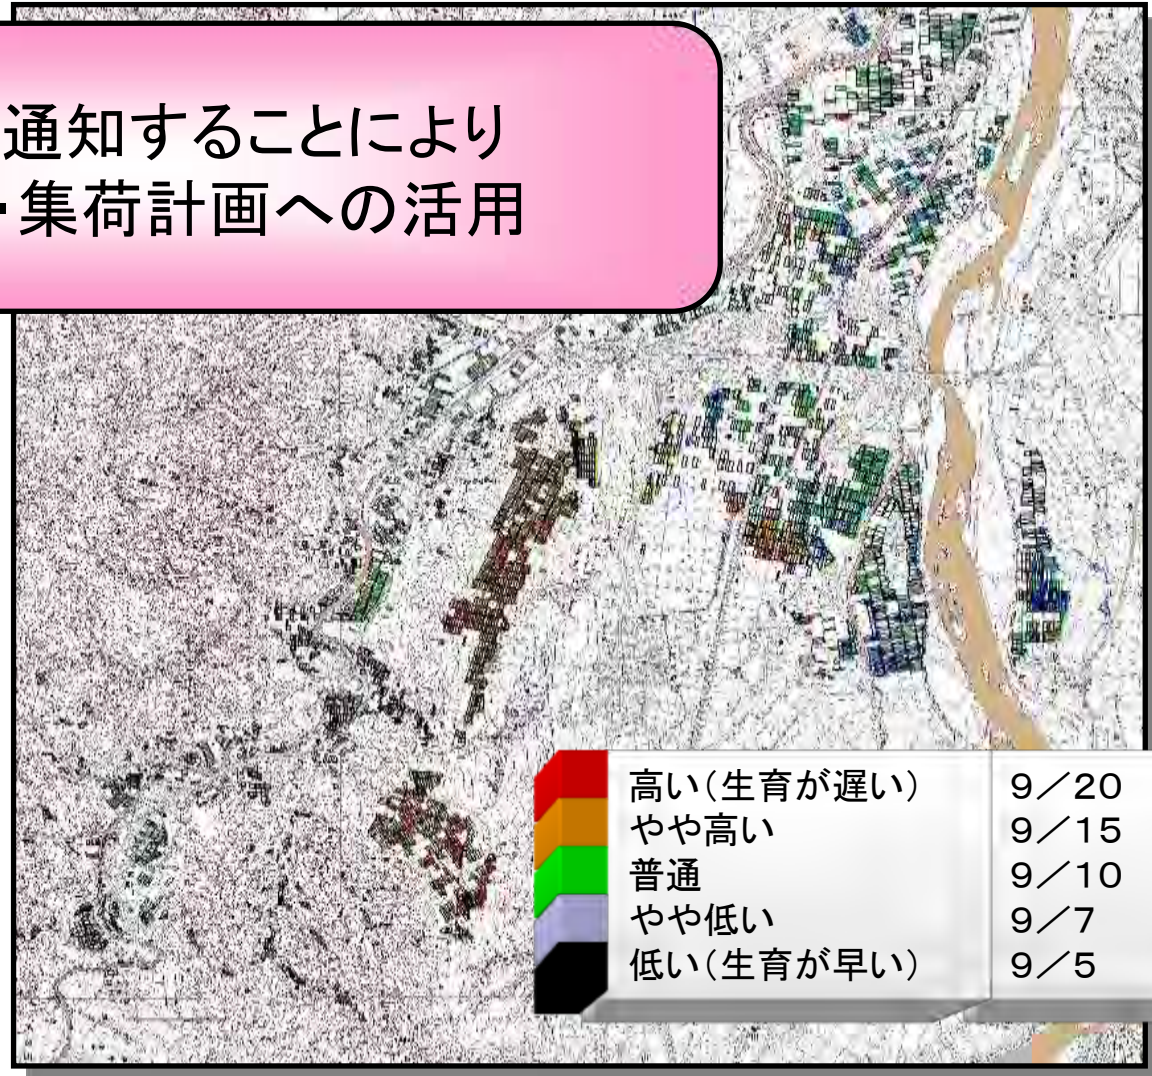 通知することにより
・集荷計画への活用
高い（生育が遅い） 9／20
やや高い 9／15
普通 9／10
やや低い 9／7
低い（生育が早い） 9／5